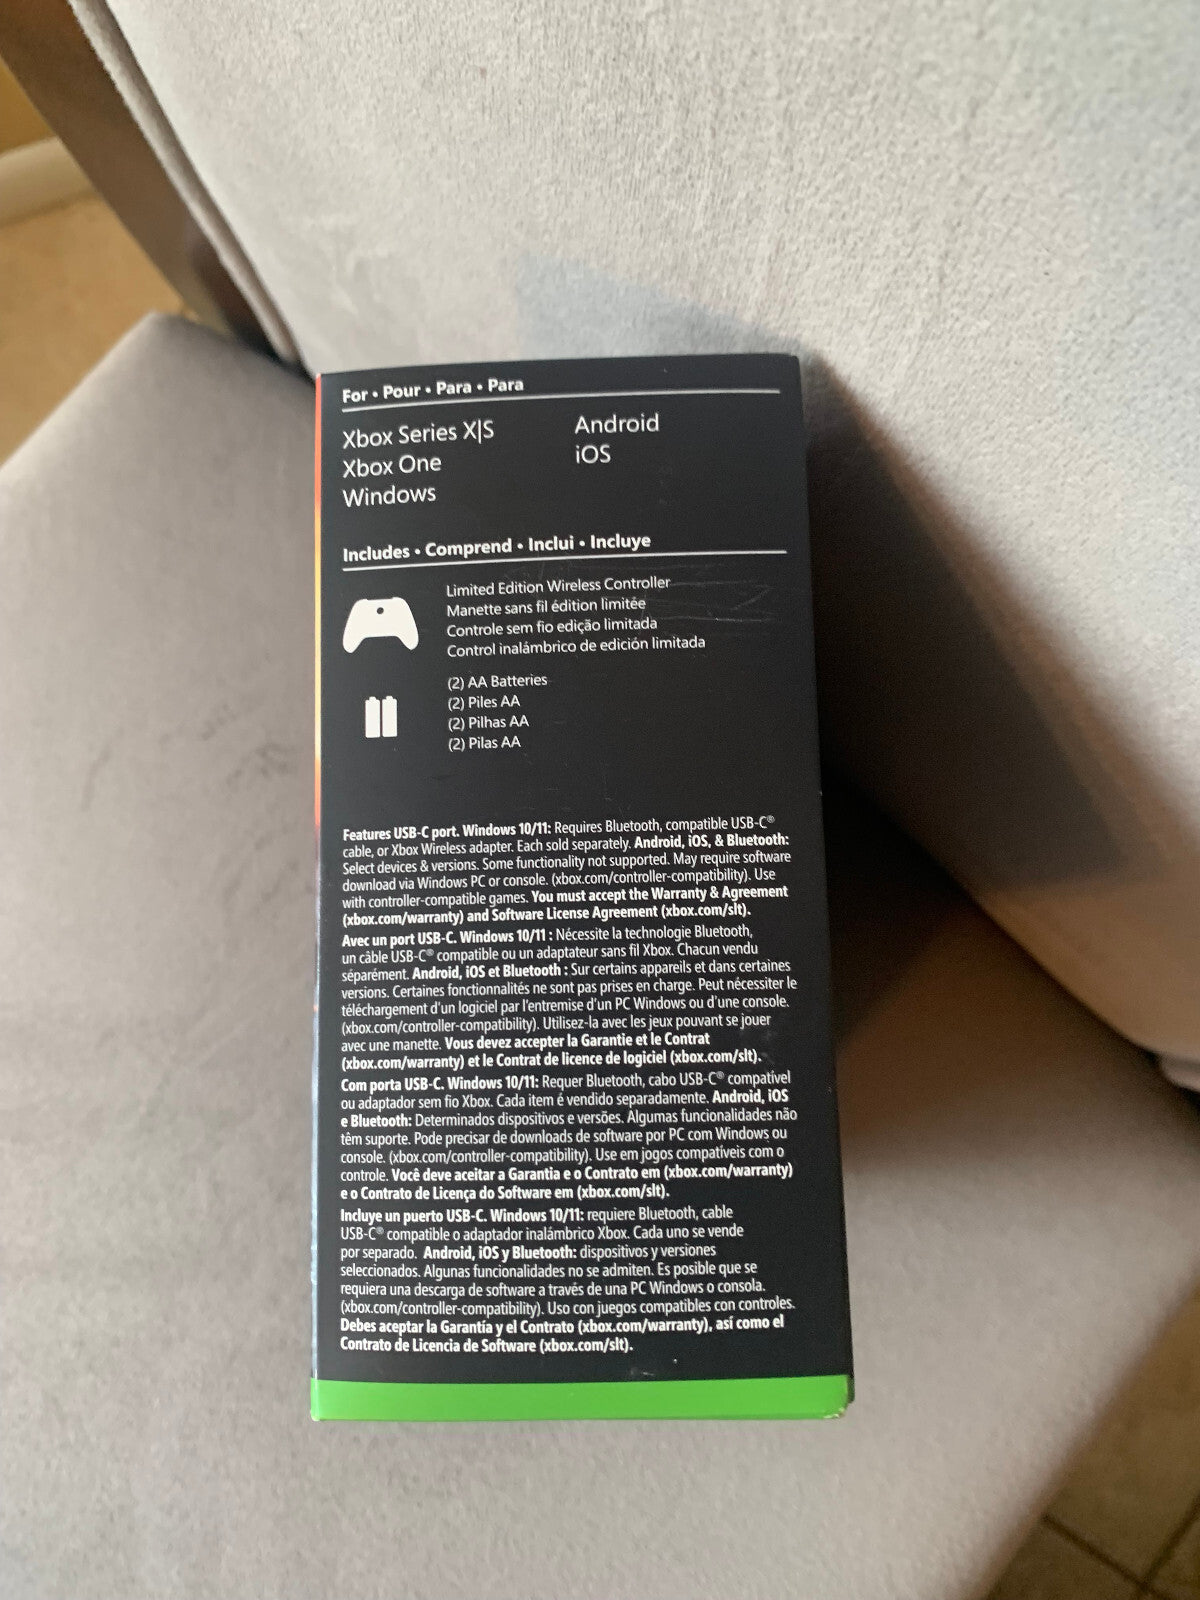 For • Pour • Para • Para
Xbox Series X|S
Xbox One
Windows
Android
iOS
Includes • Comprend • Inclui • Incluye
Limited Edition Wireless Controller
Manette sans fil édition limitée
Controle sem fio edição limitada
Control inalámbrico de edición limitada
(2) AA Batteries
(2) Piles AA
(2) Pilhas AA
(2) Pilas AA
Features USB-C port. Windows 10/11: Requires Bluetooth, compatible USB-C®
cable, or Xbox Wireless adapter. Each sold separately. Android, iOS, & Bluetooth:
Select devices & versions. Some functionality not supported. May require software
download via Windows PC or console. (xbox.com/controller-compatibility). Use
with controller-compatible games. You must accept the Warranty & Agreement
(xbox.com/warranty) and Software License Agreement (xbox.com/slt).
Avec un port USB-C. Windows 10/11 : Nécessite la technologie Bluetooth,
un câble USB-C® compatible ou un adaptateur sans fil Xbox. Chacun vendu
séparément. Android, iOS et Bluetooth : Sur certains appareils et dans certaines
versions. Certaines fonctionnalités ne sont pas prises en charge. Peut nécessiter le
téléchargement d'un logiciel par l'entremise d'un PC Windows ou d'une console.
(xbox.com/controller-compatibility). Utilisez-la avec les jeux pouvant se jouer
avec une manette. Vous devez accepter la Garantie et le Contrat
(xbox.com/warranty) et le Contrat de licence de logiciel (xbox.com/slt).
Com porta USB-C. Windows 10/11: Requer Bluetooth, cabo USB-C® compatível
ou adaptador sem fio Xbox. Cada item é vendido separadamente. Android, iOS
e Bluetooth: Determinados dispositivos e versões. Algumas funcionalidades não
têm suporte. Pode precisar de downloads de software por PC com Windows ou
console. (xbox.com/controller-compatibility). Use em jogos compatíveis com o
controle. Você deve aceitar a Garantia e o Contrato em (xbox.com/warranty)
e o Contrato de Licença do Software em (xbox.com/slt).
Incluye un puerto USB-C. Windows 10/11: requiere Bluetooth, cable
USB-C® compatible o adaptador inalámbrico Xbox. Cada uno se vende
por separado. Android, iOS y Bluetooth: dispositivos y versiones
seleccionados. Algunas funcionalidades no se admiten. Es posible que se
requiera una descarga de software a través de una PC Windows o consola.
(xbox.com/controller-compatibility). Uso con juegos compatibles con controles.
Debes aceptar la Garantía y el Contrato (xbox.com/warranty), así como el
Contrato de Licencia de Software (xbox.com/slt).